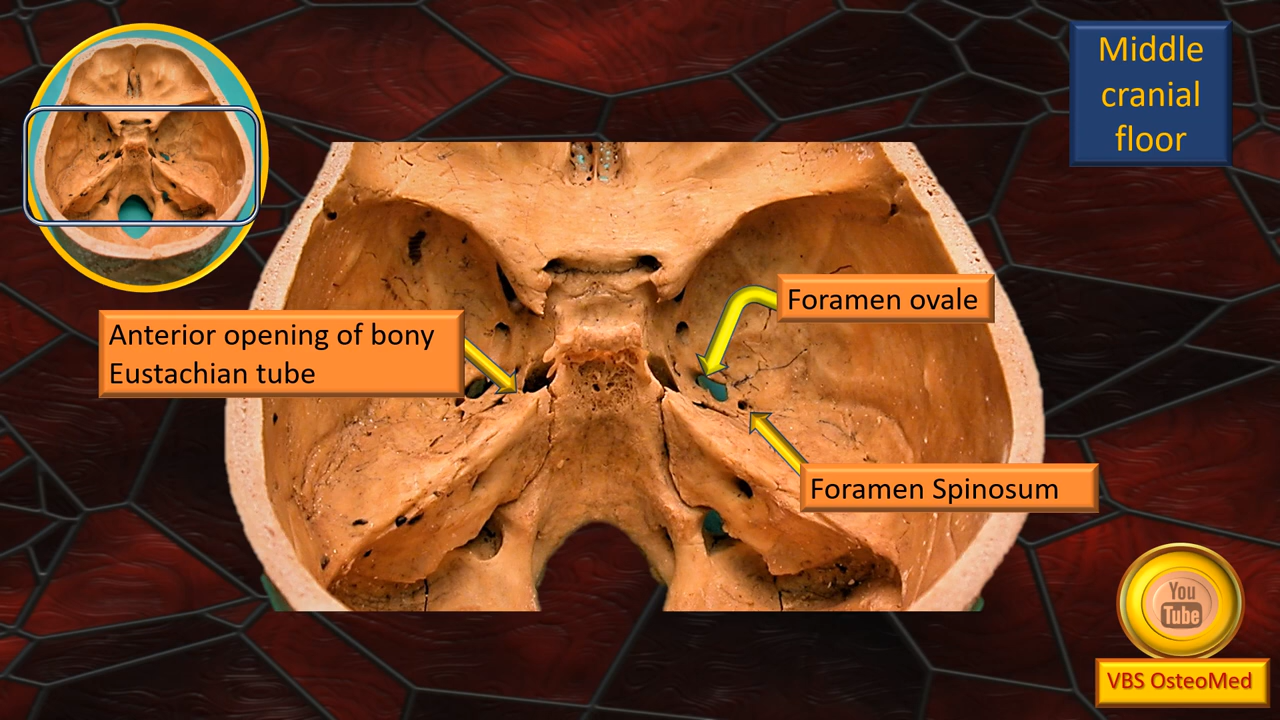 Middle
cranial
floor
Foramen ovale
Anterior opening of bony
Eustachian tube
Foramen Spinosum
You
Tube
VBS OsteoMed